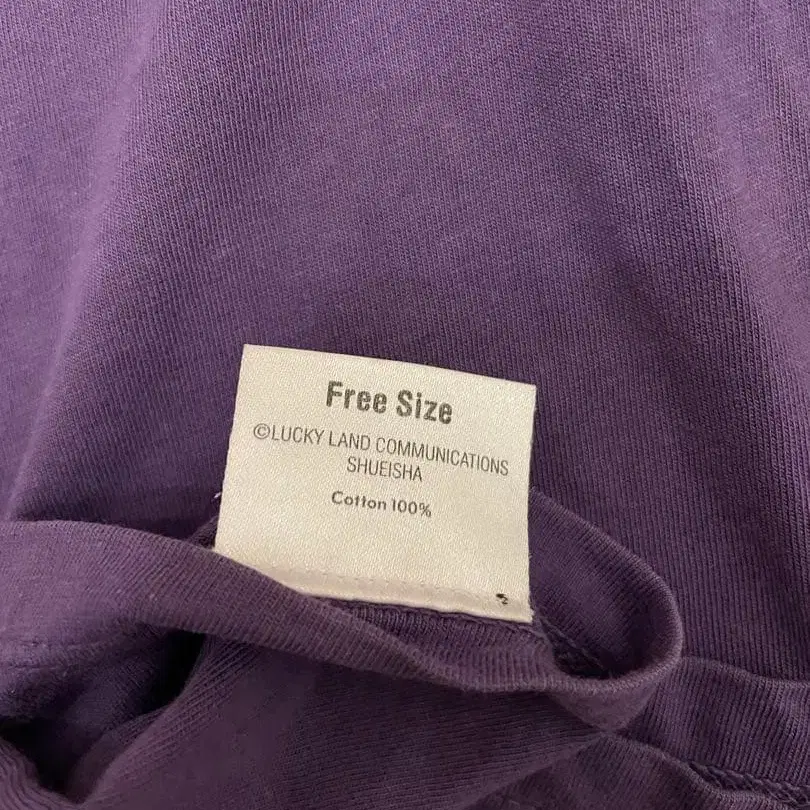 Free Size
©LUCKY LAND COMMUNICATIONS
SHUEISHA
Cotton 100%